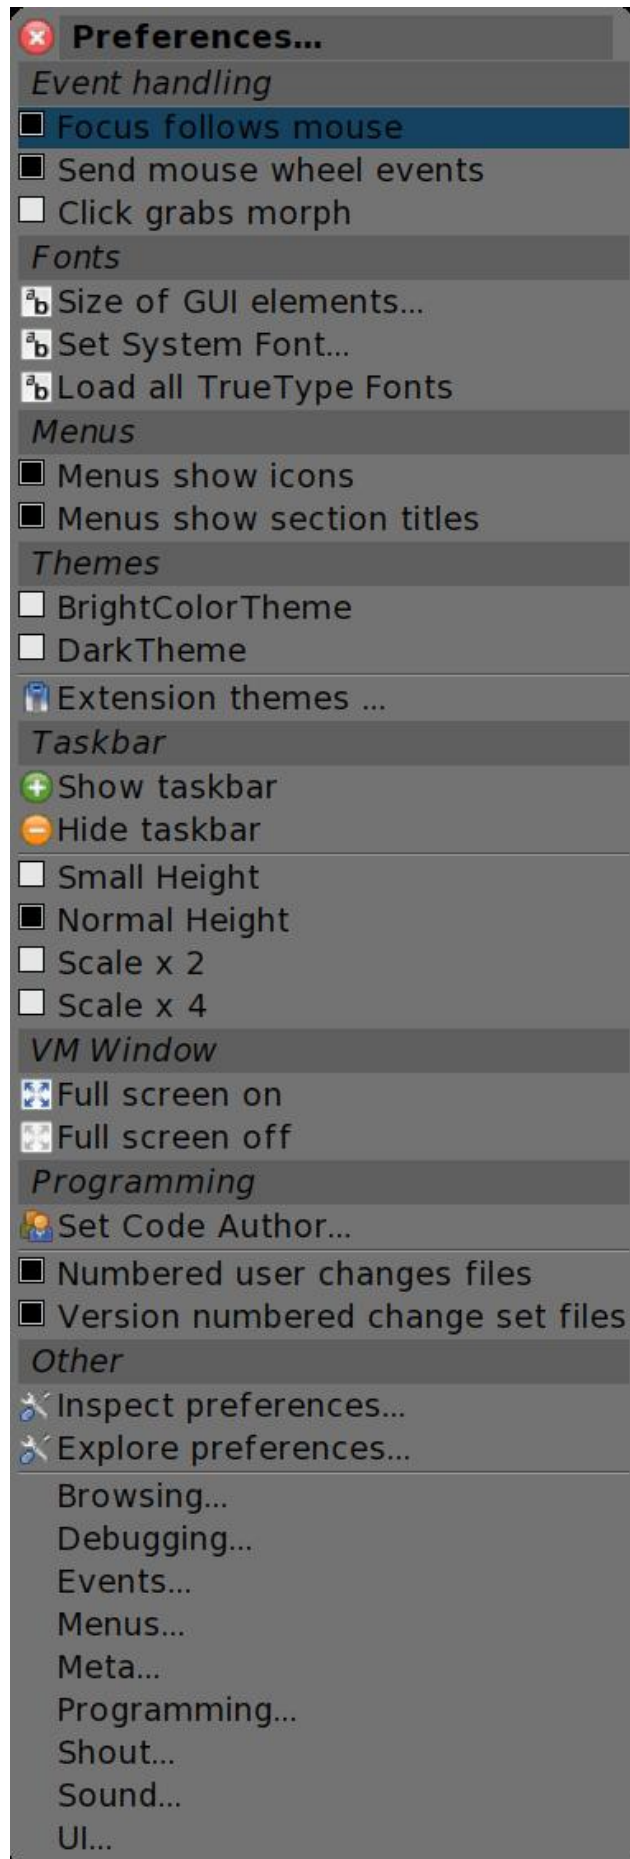 Preferences...
Event handling
Focus follows mouse
Send mouse wheel events
Click grabs morph
Fonts
Size of GUI elements...
Set System Font...
Load all TrueType Fonts
Menus
Menus show icons
Menus show section titles
Themes
BrightColorTheme
DarkTheme
Extension themes ...
Taskbar
Show taskbar
Hide taskbar
Small Height
Normal Height
Scale x 2
Scale x 4
VM Window
Full screen on
Full screen off
Programming
Set Code Author...
Numbered user changes files
Version numbered change set files
Other
Inspect preferences...
Explore preferences...
Browsing...
Debugging...
Events...
Menus...
Meta...
Programming...
Shout...
Sound...
UI...